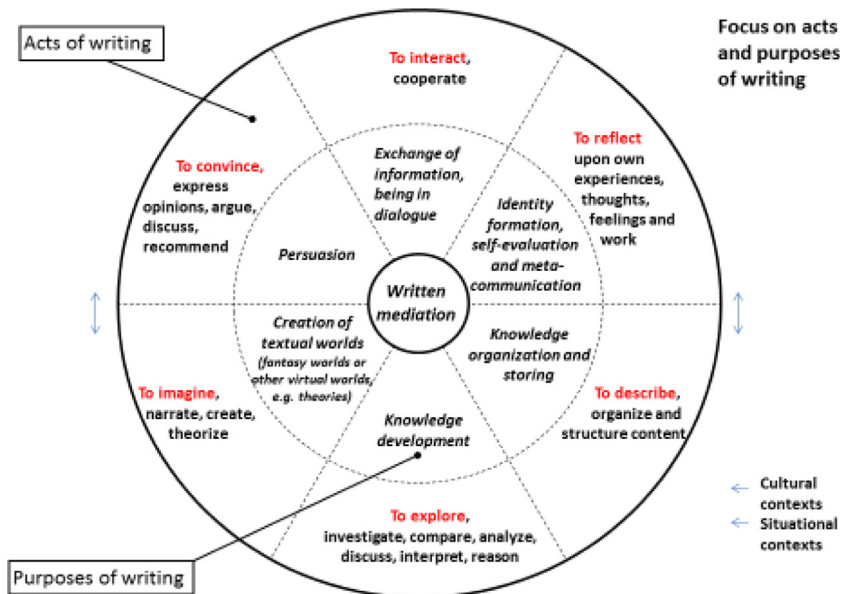 Acts of writing
Focus on acts
and purposes
of writing
To interact,
cooperate
To convince,
express
opinions, argue,
discuss,
recommend
Exchange of
information,
being in
dialogue
To reflect
upon own
experiences,
thoughts,
feelings and
work
Persuasion
Identity
formation,
self-evaluation
and meta-
communication
Written
mediation
Creation of
textual worlds
(fantasy worlds or
other virtual worlds,
e.g. theories)
Knowledge
organization and
storing
To imagine,
narrate, create,
theorize
Knowledge
development
To describe,
organize and
structure content
To explore,
investigate, compare, analyze,
discuss, interpret, reason
Cultural
contexts
Situational
contexts
Purposes of writing